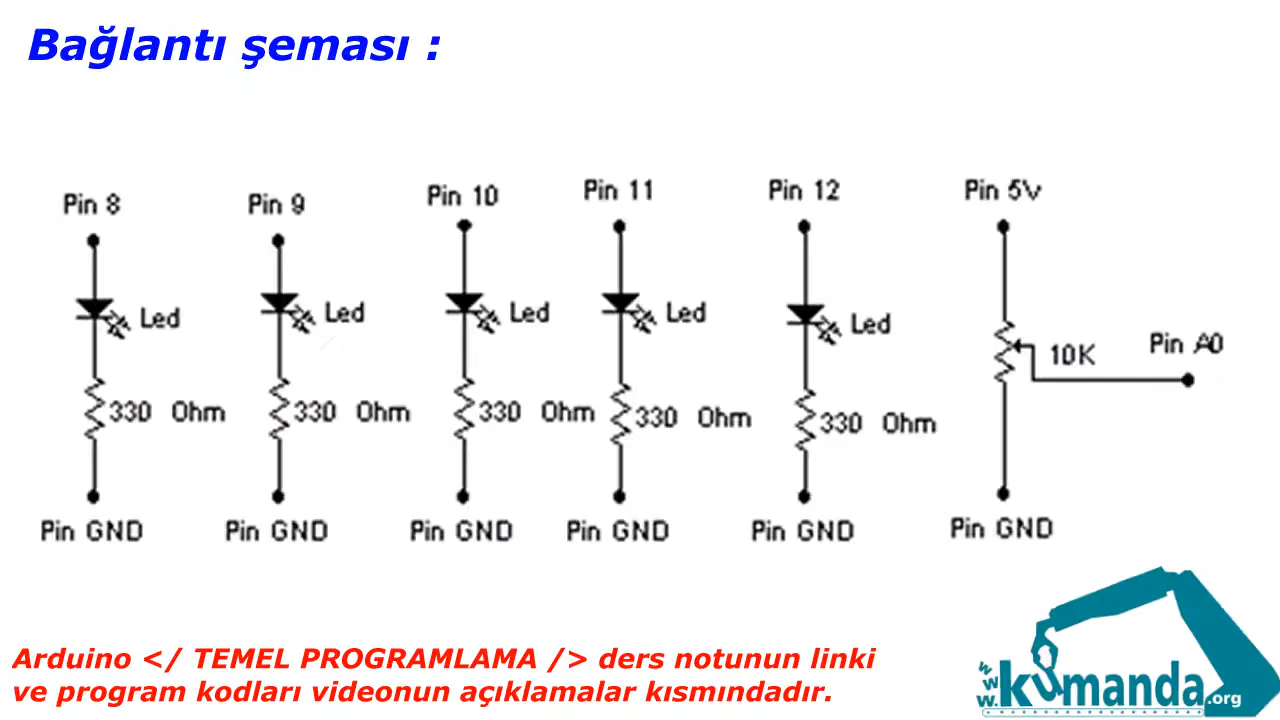 Bağlantı şeması :
Pin 8 Pin 9 Pin 10 Pin 11 Pin 12 Pin 5V
Led Led Led Led Led
10K Pin A0
330 Ohm 330 Ohm 330 Ohm 330 Ohm 330 Ohm
Pin GND Pin GND Pin GND Pin GND Pin GND Pin GND
Arduino </ TEMEL PROGRAMLAMA /> ders notunun linki
ve program kodları videonun açıklamalar kısmındadır.
www.kumanda.org